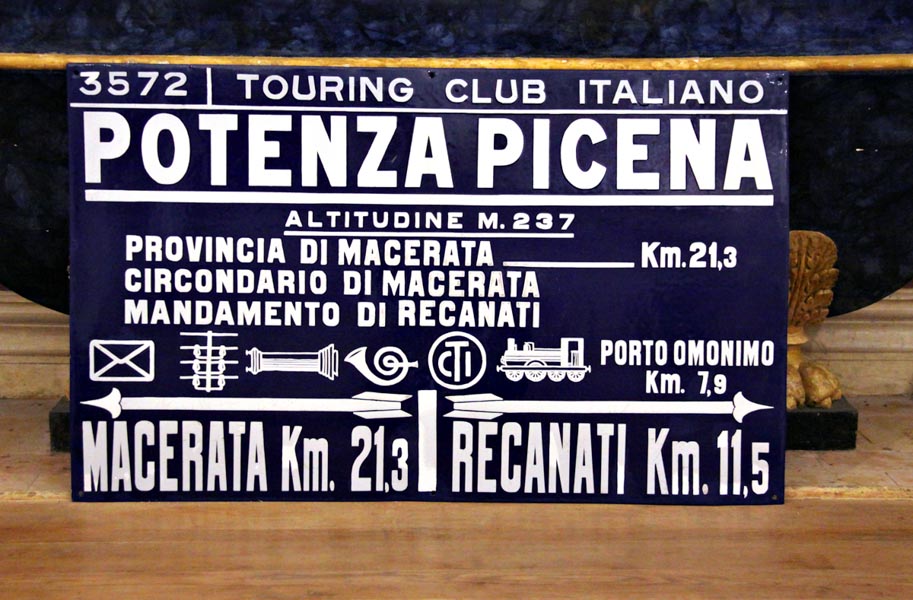 3572 TOURING CLUB ITALIANO
POTENZA PICENA
ALTITUDINE M. 237
PROVINCIA DI MACERATA Km. 21,3
CIRCONDARIO DI MACERATA
MANDAMENTO DI RECANATI
CTI PORTO OMONIMO
Km. 7,9
MACERATA Km. 21,3 RECANATI Km. 11,5